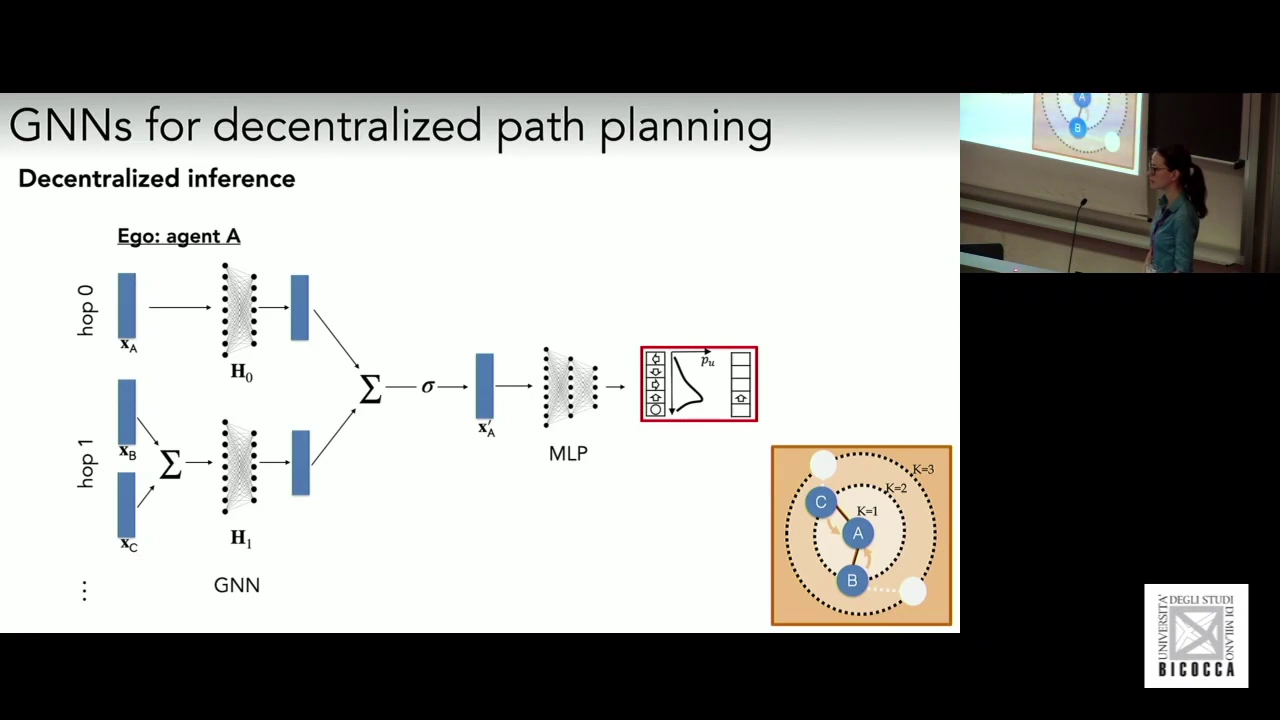 GNNs for decentralized path planning
Decentralized inference
Ego: agent A
hop 0
x_A
H_0
Σ
σ
x'_A
MLP
p_u
hop 1
x_B
x_C
Σ
H_1
GNN
⋮
K=3
K=2
K=1
C
A
B
A
B
UNIVERSITÀ
DEGLI STUDI
DI MILANO
BICOCCA